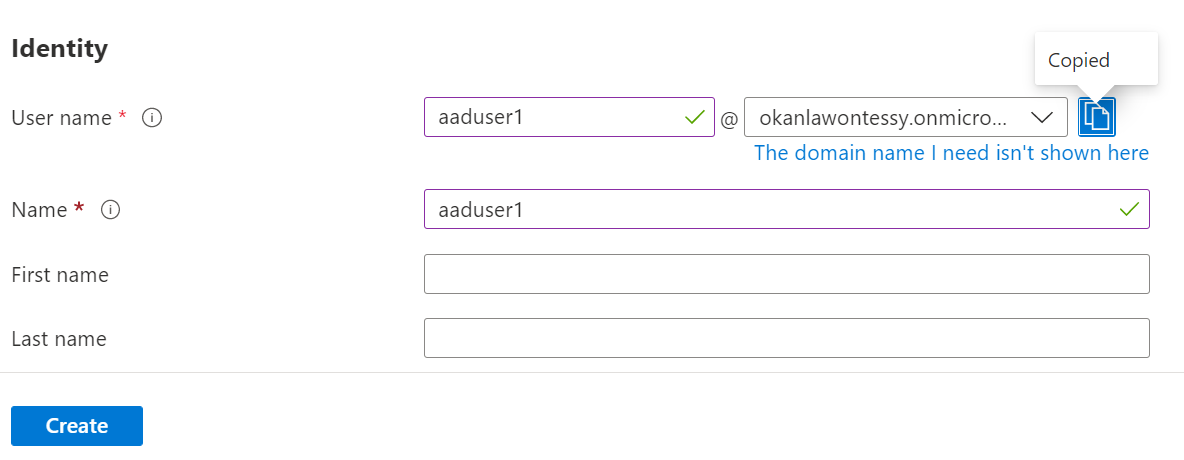 Identity
Copied
User name * aaduser1 @ okanlawontessy.onmicro...
The domain name I need isn't shown here
Name * aaduser1
First name
Last name
Create